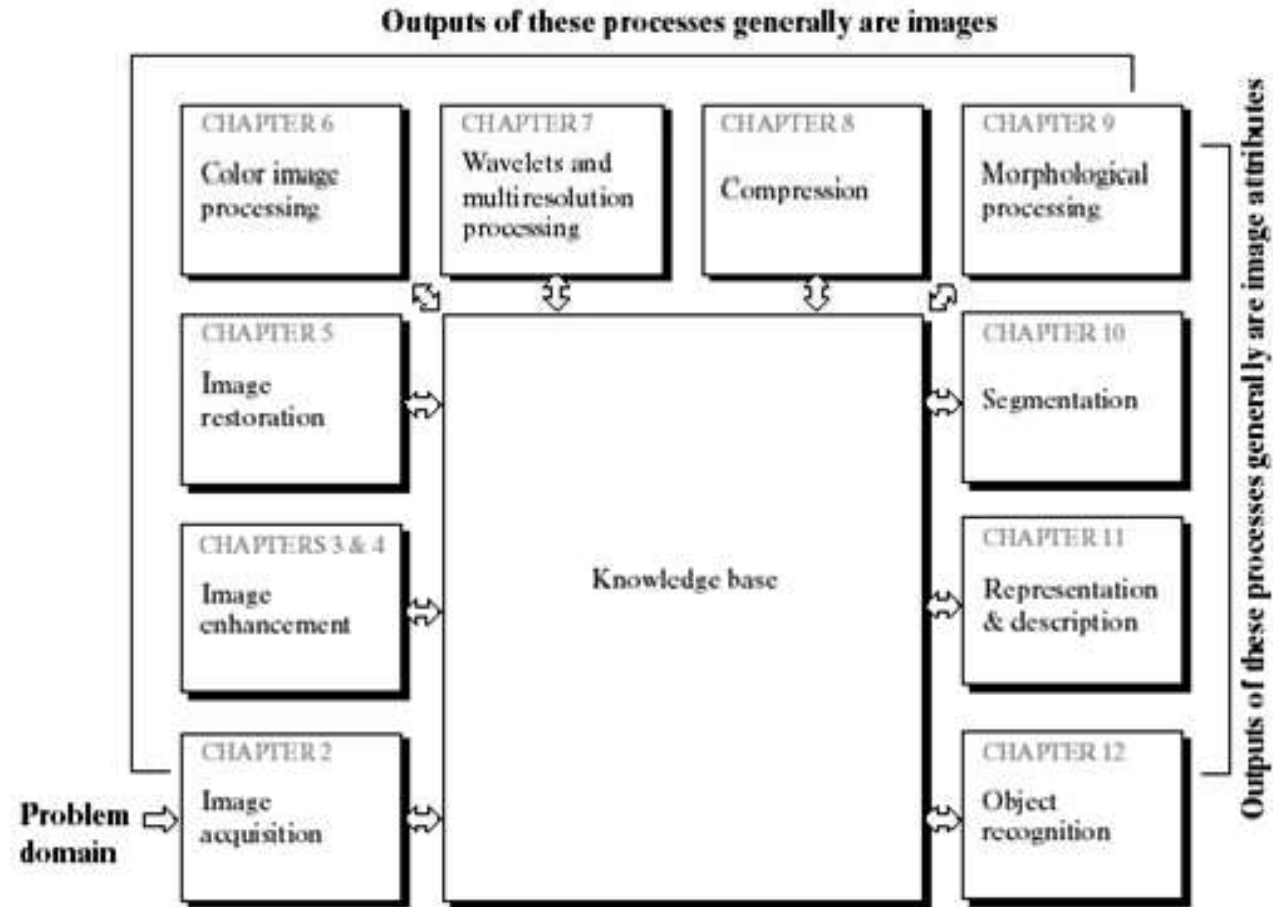 Outputs of these processes generally are images
CHAPTER 6
Color image
processing
CHAPTER 7
Wavelets and
multiresolution
processing
CHAPTER 8
Compression
CHAPTER 9
Morphological
processing
Outputs of these processes generally are image attributes
CHAPTER 5
Image
restoration
CHAPTER 10
Segmentation
CHAPTERS 3 & 4
Image
enhancement
Knowledge base
CHAPTER 11
Representation
& description
Problem
domain
CHAPTER 2
Image
acquisition
CHAPTER 12
Object
recognition